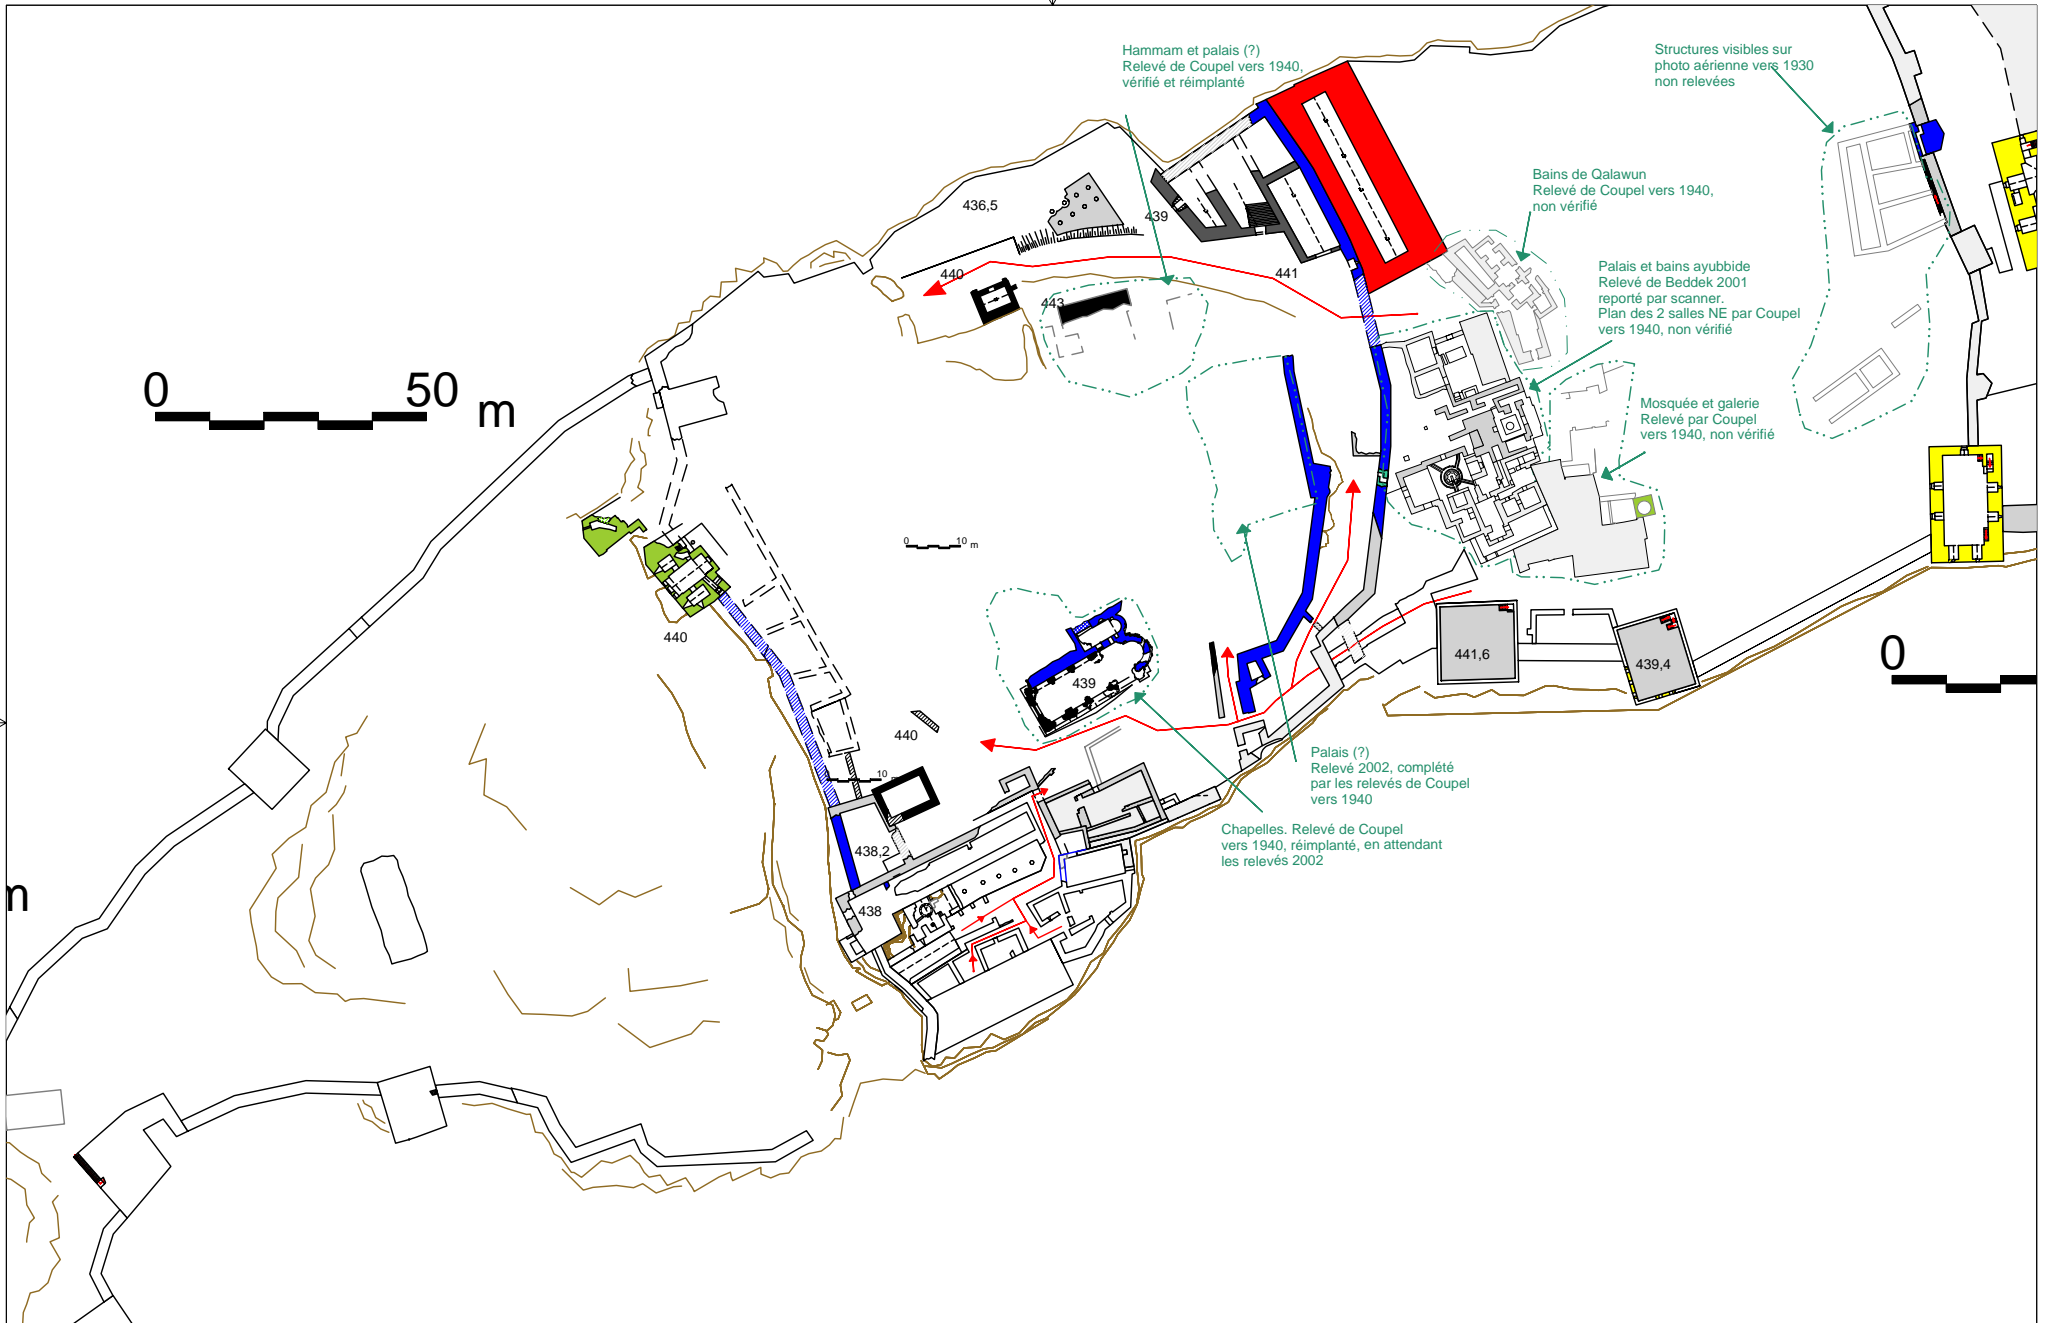 Hammam et palais (?)
Relevé de Coupel vers 1940,
vérifié et réimplanté
Structures visibles sur
photo aérienne vers 1930
non relevées
Bains de Qalawun
Relevé de Coupel vers 1940,
non vérifié
436,5
439
440
441
443
Palais et bains ayubbide
Relevé de Beddek 2001
reporté par scanner.
Plan des 2 salles NE par Coupel
vers 1940, non vérifié
0 50 m
Mosquée et galerie
Relevé par Coupel
vers 1940, non vérifié
0 10 m
440
441,6
439,4
0
439
440
Palais (?)
Relevé 2002, complété
par les relevés de Coupel
vers 1940
10 m
Chapelles. Relevé de Coupel
vers 1940, réimplanté, en attendant
les relevés 2002
438,2
m
438